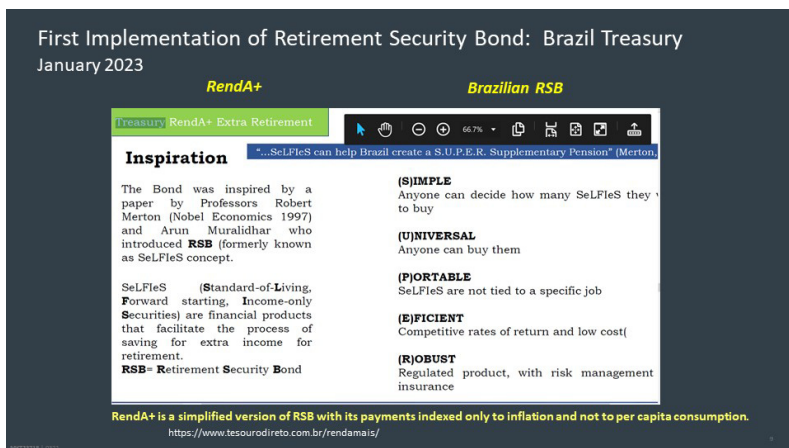 First Implementation of Retirement Security Bond: Brazil Treasury
January 2023
RendA+
Brazilian RSB
Treasury RendA+ Extra Retirement
66.7%
Inspiration
"...SeLFIeS can help Brazil create a S.U.P.E.R. Supplementary Pension" (Merton,
The Bond was inspired by a
paper by Professors Robert
Merton (Nobel Economics 1997)
and Arun Muralidhar who
introduced RSB (formerly known
as SeLFIeS concept.
SeLFIeS (Standard-of-Living,
Forward starting, Income-only
Securities) are financial products
that facilitate the process of
saving for extra income for
retirement.
RSB= Retirement Security Bond
(S)IMPLE
Anyone can decide how many SeLFIeS they
to buy
(U)NIVERSAL
Anyone can buy them
(P)ORTABLE
SeLFIeS are not tied to a specific job
(E)FICIENT
Competitive rates of return and low cost(
(R)OBUST
Regulated product, with risk management
insurance
RendA+ is a simplified version of RSB with its payments indexed only to inflation and not to per capita consumption.
https://www.tesourodireto.com.br/rendamais/